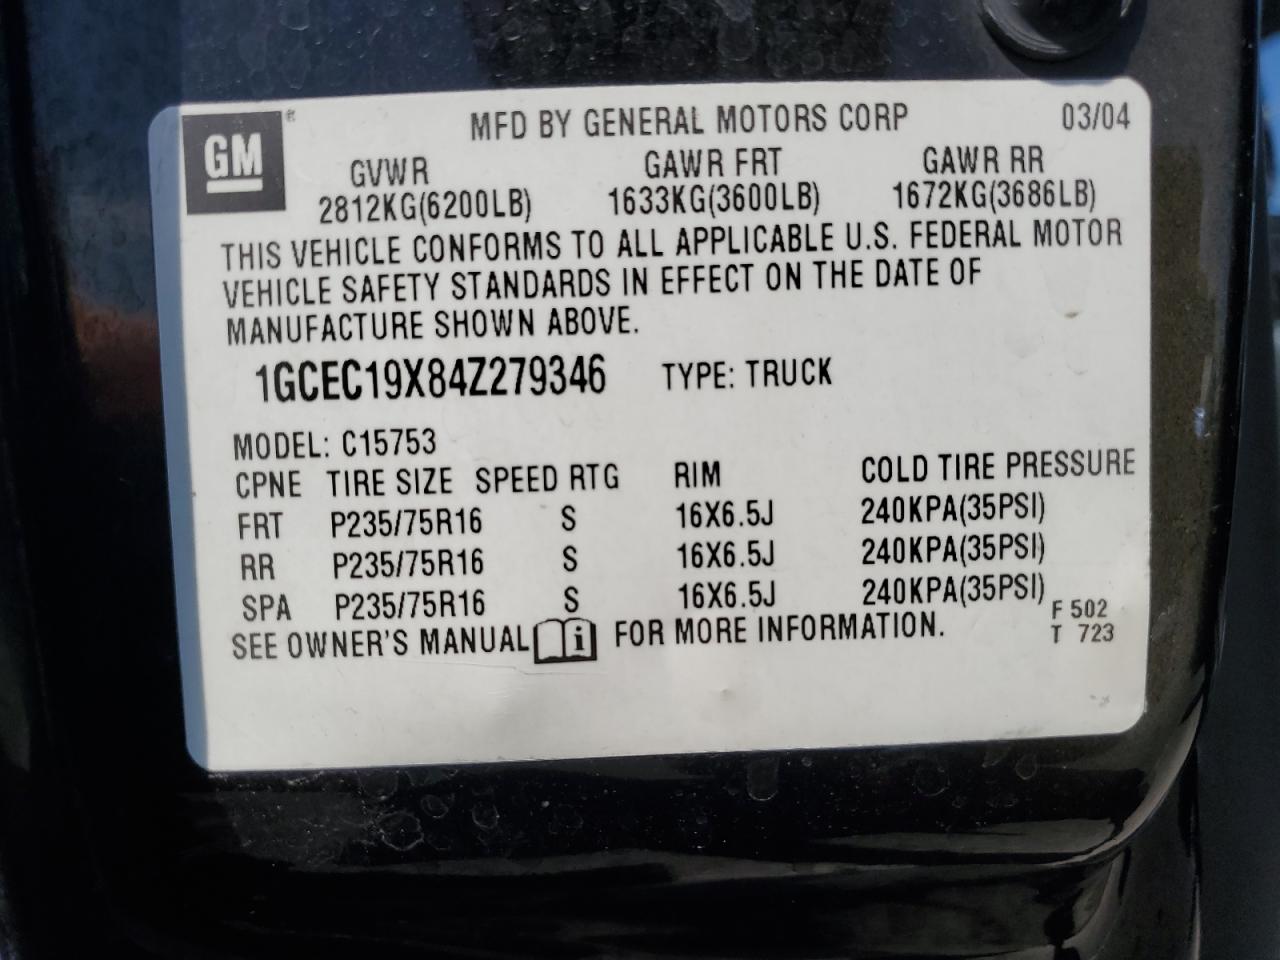 GM ® MFD BY GENERAL MOTORS CORP 03/04
GVWR GAWR FRT GAWR RR
2812KG(6200LB) 1633KG(3600LB) 1672KG(3686LB)
THIS VEHICLE CONFORMS TO ALL APPLICABLE U.S. FEDERAL MOTOR
VEHICLE SAFETY STANDARDS IN EFFECT ON THE DATE OF
MANUFACTURE SHOWN ABOVE.
1GCEC19X84Z279346 TYPE: TRUCK
MODEL: C15753
CPNE TIRE SIZE SPEED RTG RIM COLD TIRE PRESSURE
FRT P235/75R16 S 16X6.5J 240KPA(35PSI)
RR P235/75R16 S 16X6.5J 240KPA(35PSI)
SPA P235/75R16 S 16X6.5J 240KPA(35PSI)
SEE OWNER'S MANUAL i FOR MORE INFORMATION.
F 502
T 723